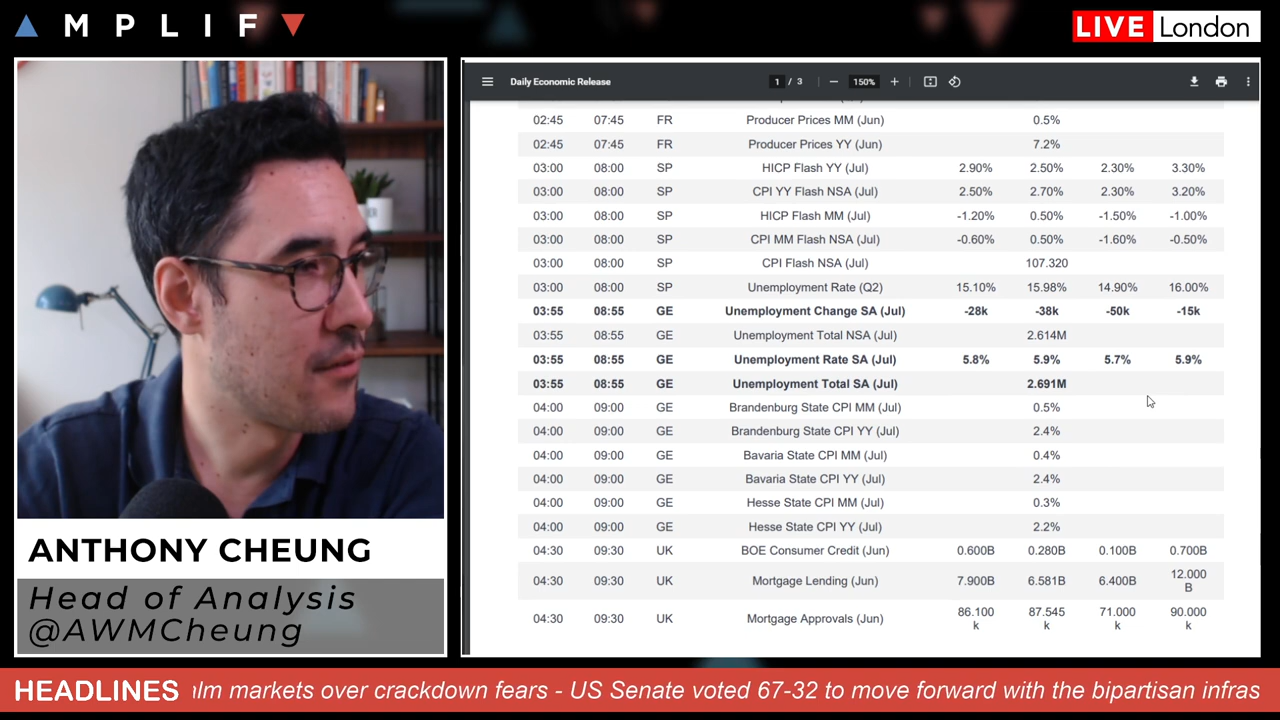 MPLIF
LIVE London
Daily Economic Release
1 / 3
150%
02:45 07:45 FR Producer Prices MM (Jun) 0.5%
02:45 07:45 FR Producer Prices YY (Jun) 7.2%
03:00 08:00 SP HICP Flash YY (Jul) 2.90% 2.50% 2.30% 3.30%
03:00 08:00 SP CPI YY Flash NSA (Jul) 2.50% 2.70% 2.30% 3.20%
03:00 08:00 SP HICP Flash MM (Jul) -1.20% 0.50% -1.50% -1.00%
03:00 08:00 SP CPI MM Flash NSA (Jul) -0.60% 0.50% -1.60% -0.50%
03:00 08:00 SP CPI Flash NSA (Jul) 107.320
03:00 08:00 SP Unemployment Rate (Q2) 15.10% 15.98% 14.90% 16.00%
03:55 08:55 GE Unemployment Change SA (Jul) -28k -38k -50k -15k
03:55 08:55 GE Unemployment Total NSA (Jul) 2.614M
03:55 08:55 GE Unemployment Rate SA (Jul) 5.8% 5.9% 5.7% 5.9%
03:55 08:55 GE Unemployment Total SA (Jul) 2.691M
04:00 09:00 GE Brandenburg State CPI MM (Jul) 0.5%
04:00 09:00 GE Brandenburg State CPI YY (Jul) 2.4%
04:00 09:00 GE Bavaria State CPI MM (Jul) 0.4%
04:00 09:00 GE Bavaria State CPI YY (Jul) 2.4%
04:00 09:00 GE Hesse State CPI MM (Jul) 0.3%
04:00 09:00 GE Hesse State CPI YY (Jul) 2.2%
04:30 09:30 UK BOE Consumer Credit (Jun) 0.600B 0.280B 0.100B 0.700B
04:30 09:30 UK Mortgage Lending (Jun) 7.900B 6.581B 6.400B 12.000
B
04:30 09:30 UK Mortgage Approvals (Jun) 86.100 87.545 71.000 90.000
k k k k
ANTHONY CHEUNG
Head of Analysis
@AWMCheung
HEADLINES markets over crackdown fears - US Senate voted 67-32 to move forward with the bipartisan infras